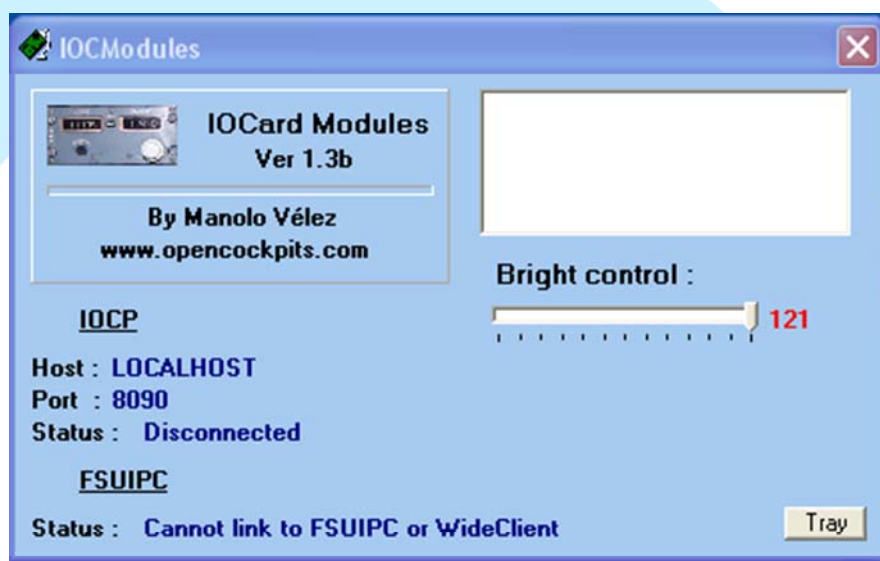 IOCModules
IOCard Modules
Ver 1.3b
By Manolo Vélez
www.opencockpits.com
Bright control :
121
IOCP
Host : LOCALHOST
Port : 8090
Status : Disconnected
FSUIPC
Status : Cannot link to FSUIPC or WideClient
Tray